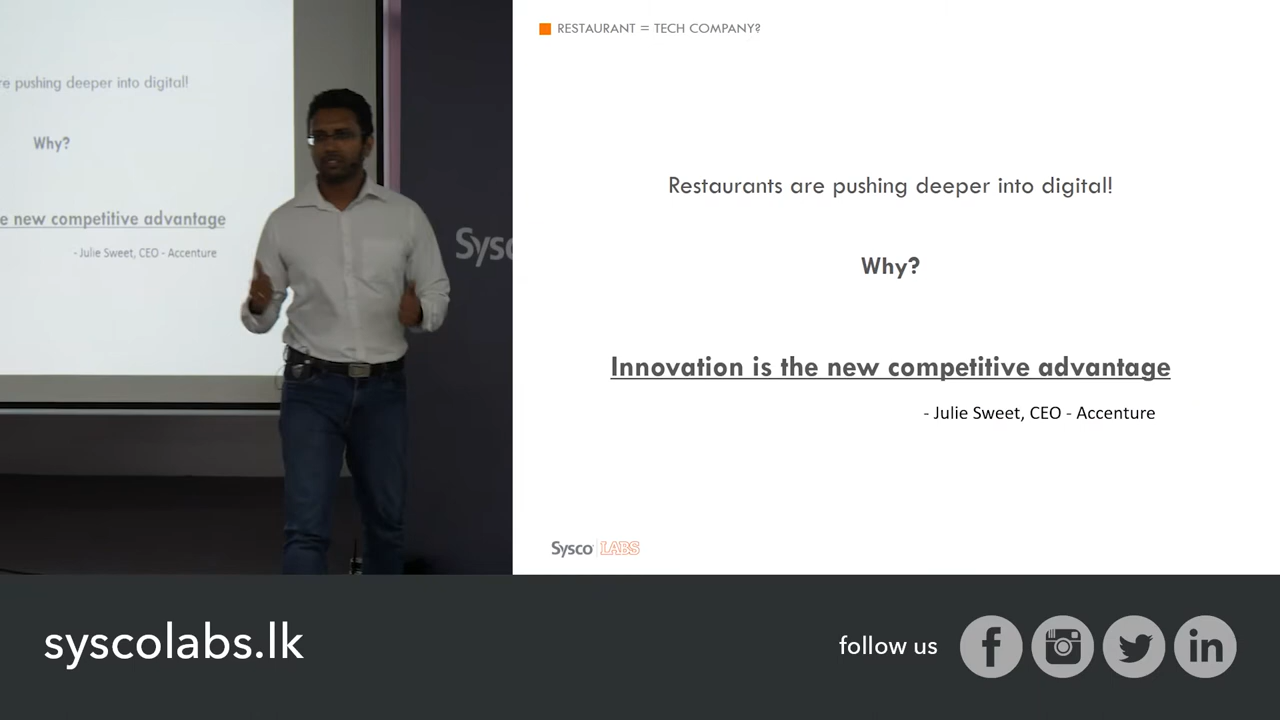 re pushing deeper into digital!
Why?
e new competitive advantage
- Julie Sweet, CEO - Accenture
Sysc
RESTAURANT = TECH COMPANY?
Restaurants are pushing deeper into digital!
Why?
Innovation is the new competitive advantage
- Julie Sweet, CEO - Accenture
Sysco LABS
syscolabs.lk
follow us